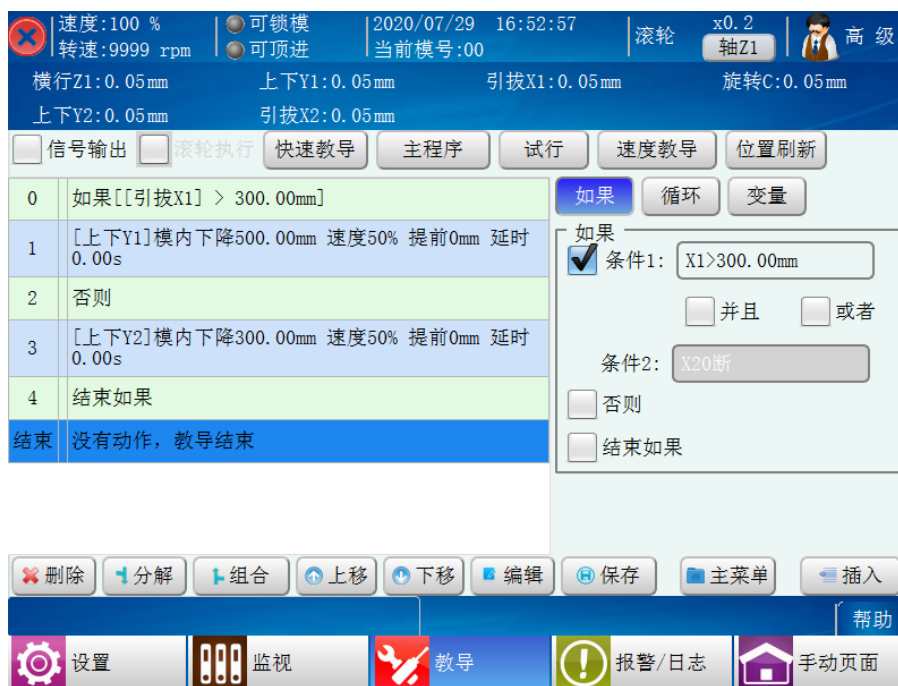 速度:100 %
可锁模
2020/07/29 16:52:57
滚轮
x0.2
高 级
转速:9999 rpm
可顶进
当前模号:00
轴Z1
横行Z1:0.05mm
上下Y1:0.05mm
引拔X1:0.05mm
旋转C:0.05mm
上下Y2:0.05mm
引拔X2:0.05mm
信号输出
滚轮执行
快速教导
主程序
试行
速度教导
位置刷新
0 如果[[引拔X1] > 300.00mm]
1 [上下Y1]模内下降500.00mm 速度50% 提前0mm 延时
0.00s
2 否则
3 [上下Y2]模内下降300.00mm 速度50% 提前0mm 延时
0.00s
4 结束如果
结束 没有动作，教导结束
如果
循环
变量
如果
条件1: X1>300.00mm
并且
或者
条件2: X20断
否则
结束如果
删除
分解
组合
上移
下移
编辑
保存
主菜单
插入
帮助
设置
监视
教导
报警/日志
手动页面